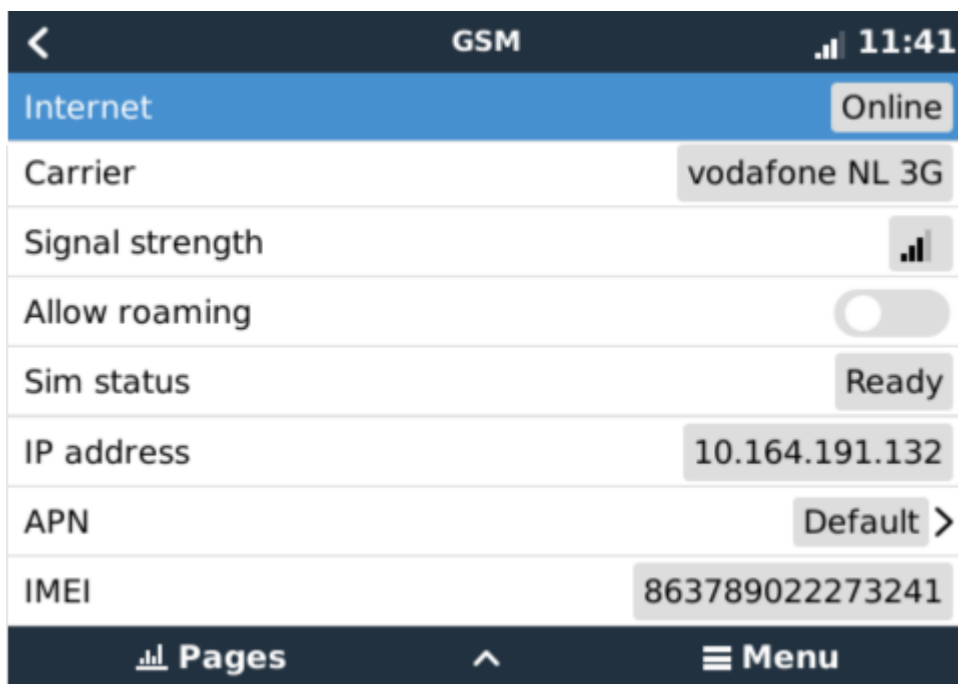 GSM 11:41
Internet Online
Carrier vodafone NL 3G
Signal strength
Allow roaming
Sim status Ready
IP address 10.164.191.132
APN Default
IMEI 863789022273241
Pages Menu